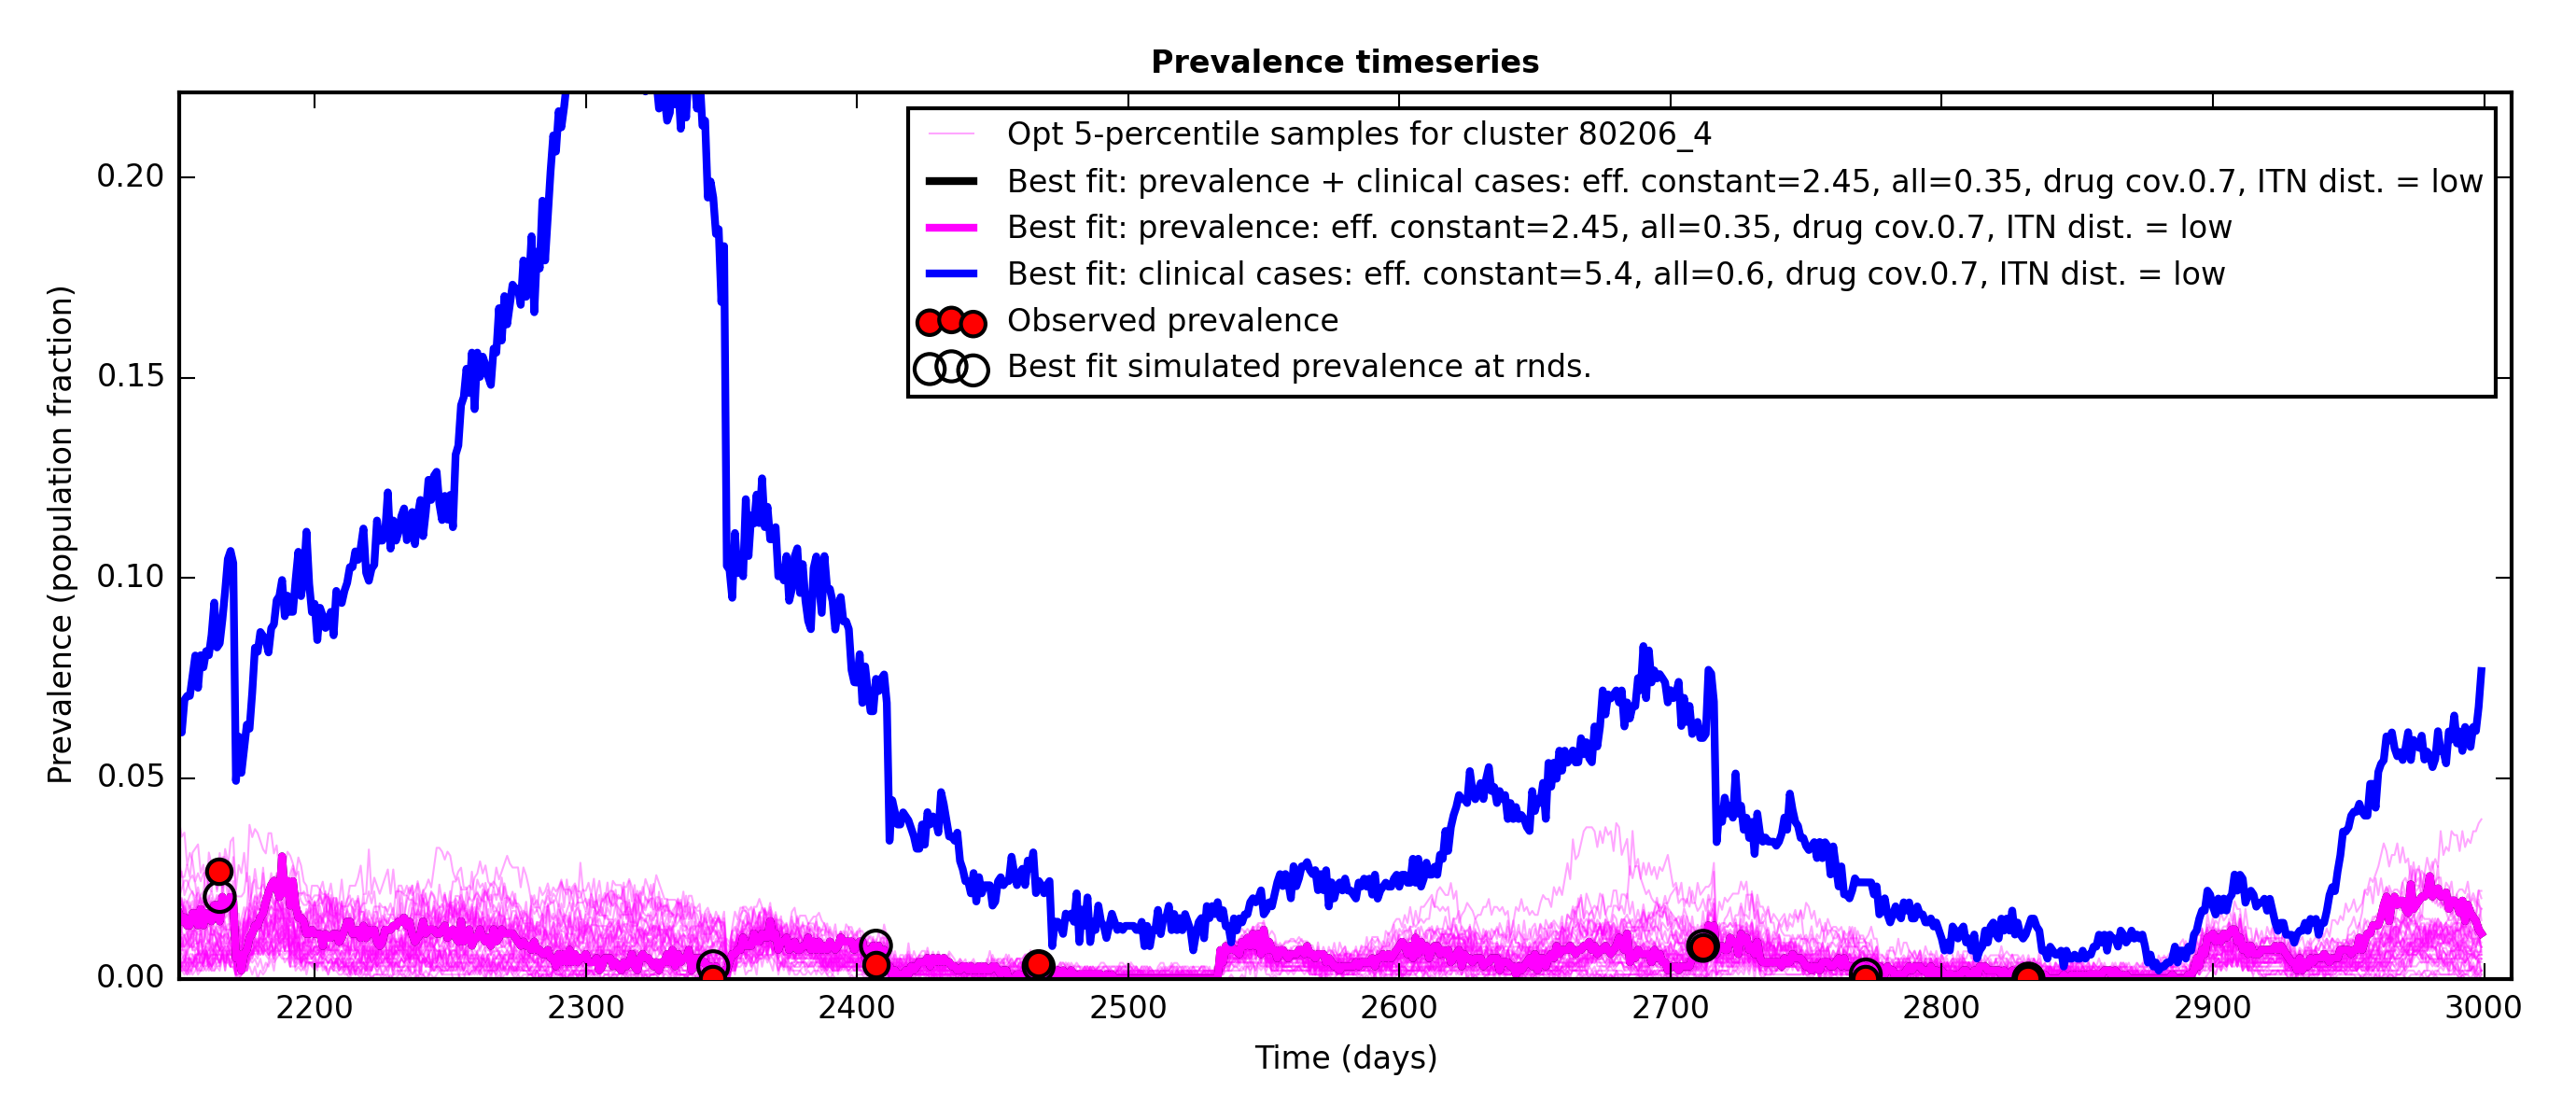 Prevalence timeseries
Opt 5-percentile samples for cluster 80206_4
Best fit: prevalence + clinical cases: eff. constant=2.45, all=0.35, drug cov.0.7, ITN dist. = low
Best fit: prevalence: eff. constant=2.45, all=0.35, drug cov.0.7, ITN dist. = low
Best fit: clinical cases: eff. constant=5.4, all=0.6, drug cov.0.7, ITN dist. = low
Observed prevalence
Best fit simulated prevalence at rnds.
Prevalence (population fraction)
0.20
0.15
0.10
0.05
0.00
2200 2300 2400 2500 2600 2700 2800 2900 3000
Time (days)